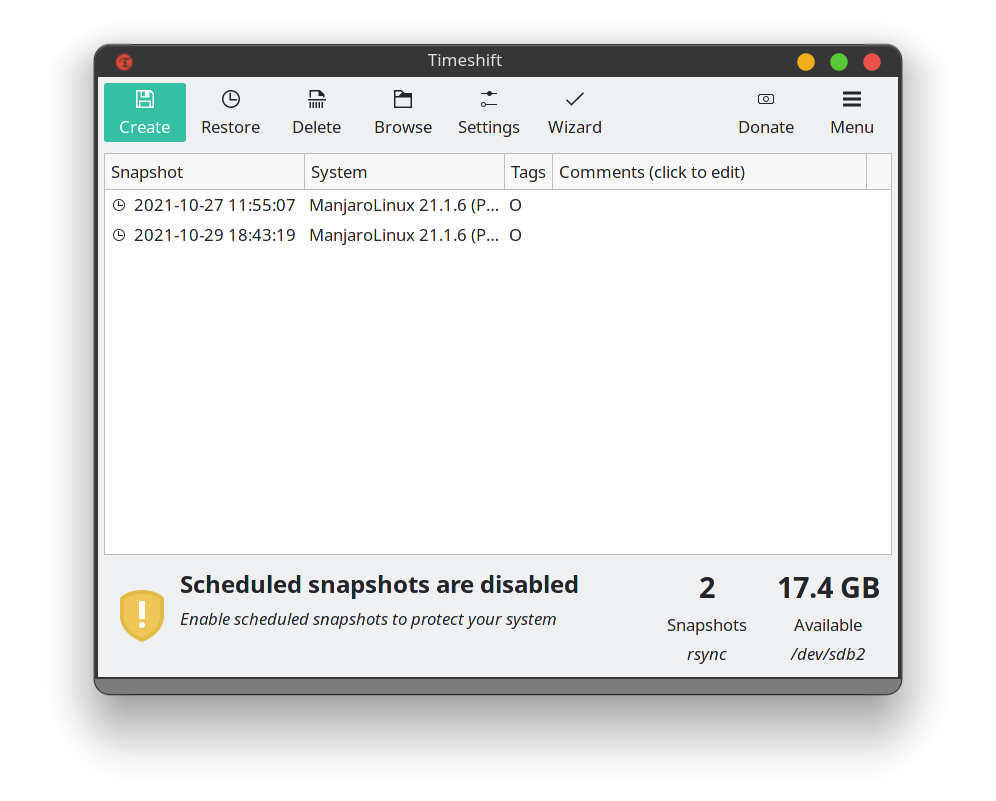 Timeshift
Create Restore Delete Browse Settings Wizard Donate Menu
Snapshot System Tags Comments (click to edit)
2021-10-27 11:55:07 ManjaroLinux 21.1.6 (P... O
2021-10-29 18:43:19 ManjaroLinux 21.1.6 (P... O
Scheduled snapshots are disabled 2 17.4 GB
Enable scheduled snapshots to protect your system Snapshots Available
rsync /dev/sdb2